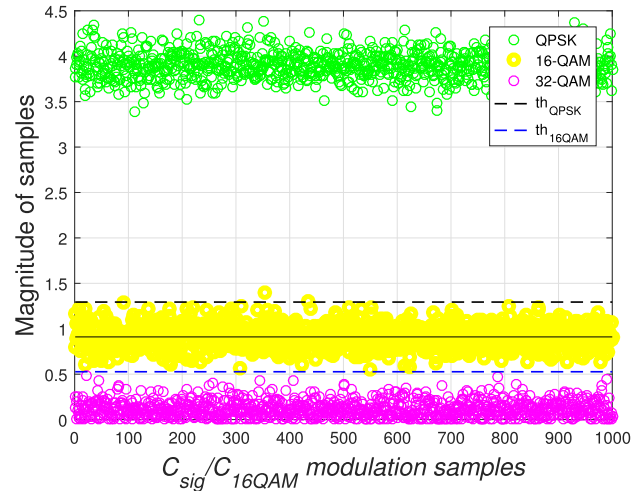 4.5
4
3.5
3
2.5
2
1.5
1
0.5
0
0 100 200 300 400 500 600 700 800 900 1000
Magnitude of samples
C_sig/C_16QAM modulation samples
QPSK
16-QAM
32-QAM
th_QPSK
th_16QAM